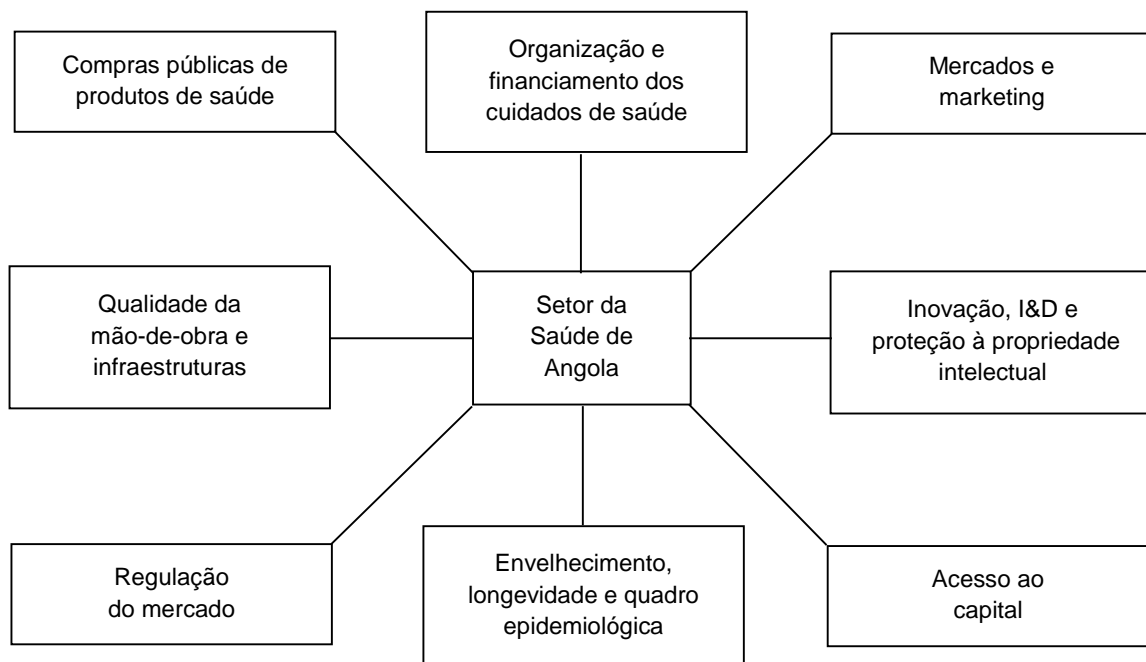 Compras públicas de
produtos de saúde
Organização e
financiamento dos
cuidados de saúde
Mercados e
marketing
Qualidade da
mão-de-obra e
infraestruturas
Setor da
Saúde de
Angola
Inovação, I&D e
proteção à propriedade
intelectual
Regulação
do mercado
Envelhecimento,
longevidade e quadro
epidemiológica
Acesso ao
capital